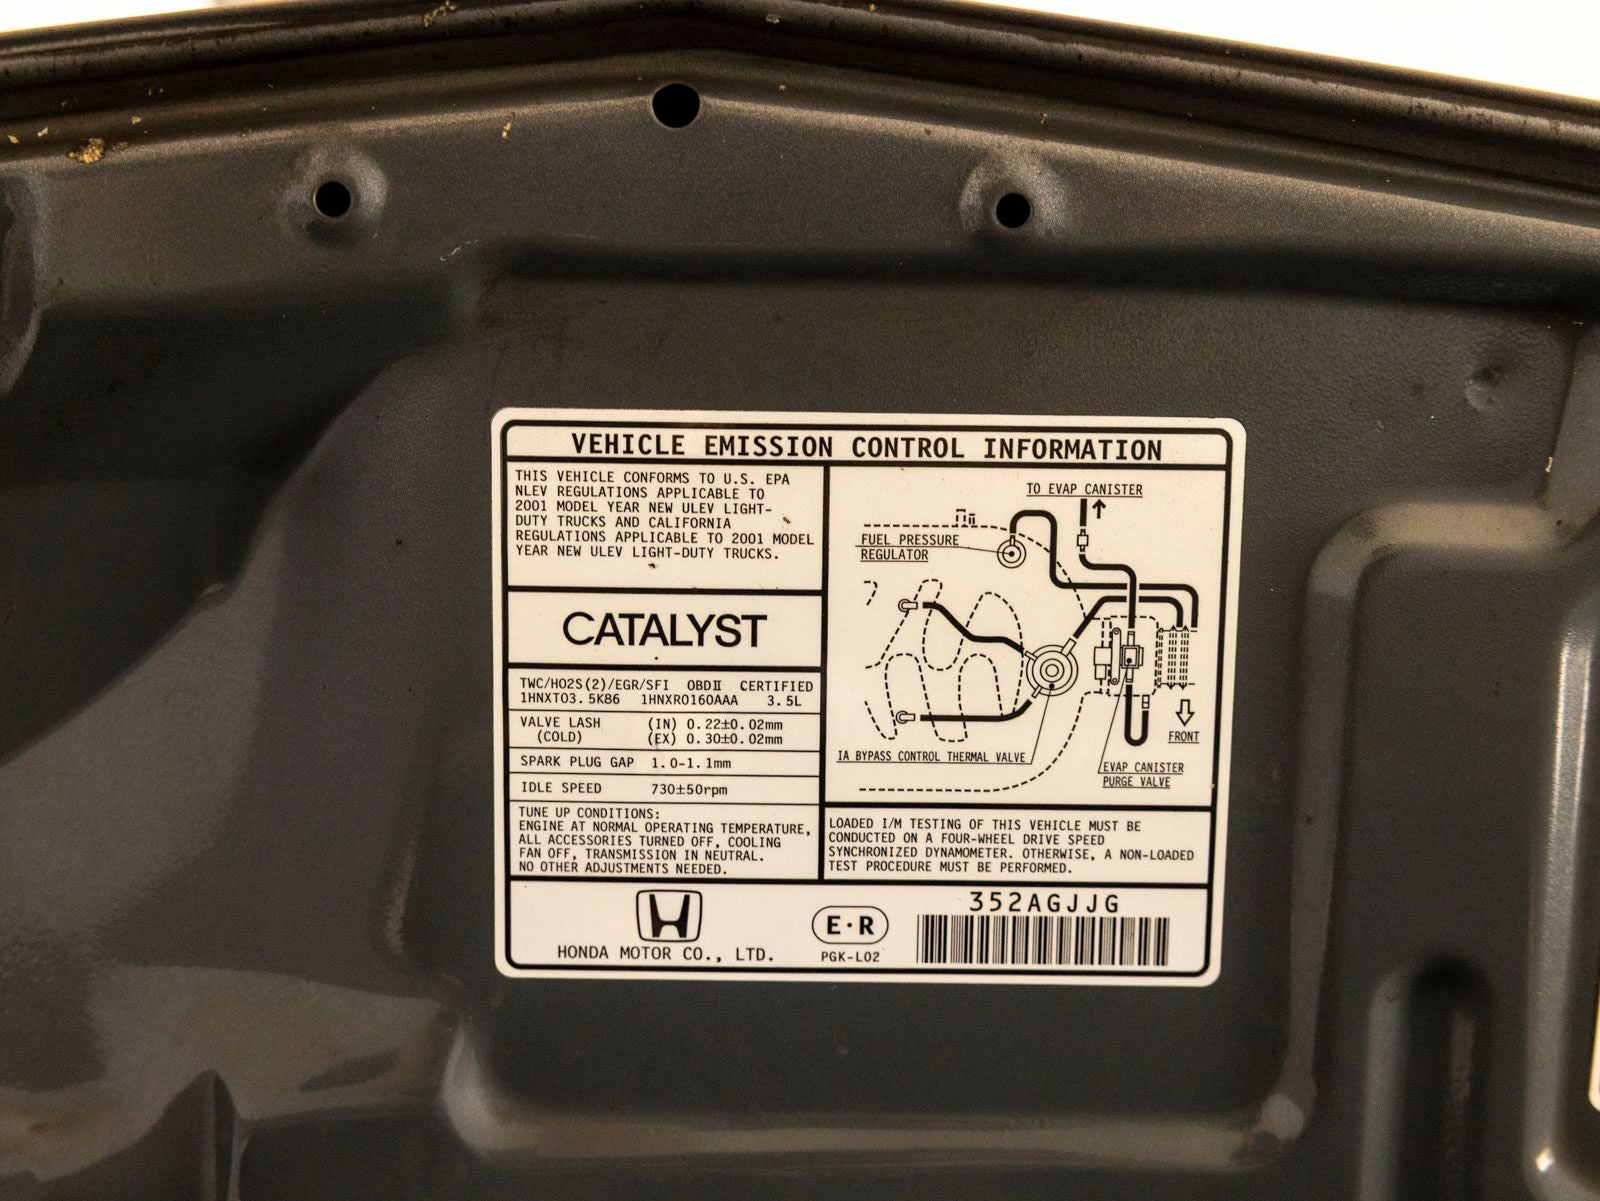 VEHICLE EMISSION CONTROL INFORMATION
THIS VEHICLE CONFORMS TO U.S. EPA
NLEV REGULATIONS APPLICABLE TO
2001 MODEL YEAR NEW ULEV LIGHT-
DUTY TRUCKS AND CALIFORNIA
REGULATIONS APPLICABLE TO 2001 MODEL
YEAR NEW ULEV LIGHT-DUTY TRUCKS.
CATALYST
TWC/HO2S(2)/EGR/SFI OBDⅡ CERTIFIED
1HNXT03.5K86 1HNXR0160AAA 3.5L
VALVE LASH (IN) 0.22±0.02mm
(COLD) (EX) 0.30±0.02mm
SPARK PLUG GAP 1.0-1.1mm
IDLE SPEED 730±50rpm
TUNE UP CONDITIONS:
ENGINE AT NORMAL OPERATING TEMPERATURE,
ALL ACCESSORIES TURNED OFF, COOLING
FAN OFF, TRANSMISSION IN NEUTRAL.
NO OTHER ADJUSTMENTS NEEDED.
TO EVAP CANISTER
FUEL PRESSURE
REGULATOR
FRONT
IA BYPASS CONTROL THERMAL VALVE
EVAP CANISTER
PURGE VALVE
LOADED I/M TESTING OF THIS VEHICLE MUST BE
CONDUCTED ON A FOUR-WHEEL DRIVE SPEED
SYNCHRONIZED DYNAMOMETER. OTHERWISE, A NON-LOADED
TEST PROCEDURE MUST BE PERFORMED.
HONDA MOTOR CO., LTD.
E·R
PGK-L02
352AGJJG